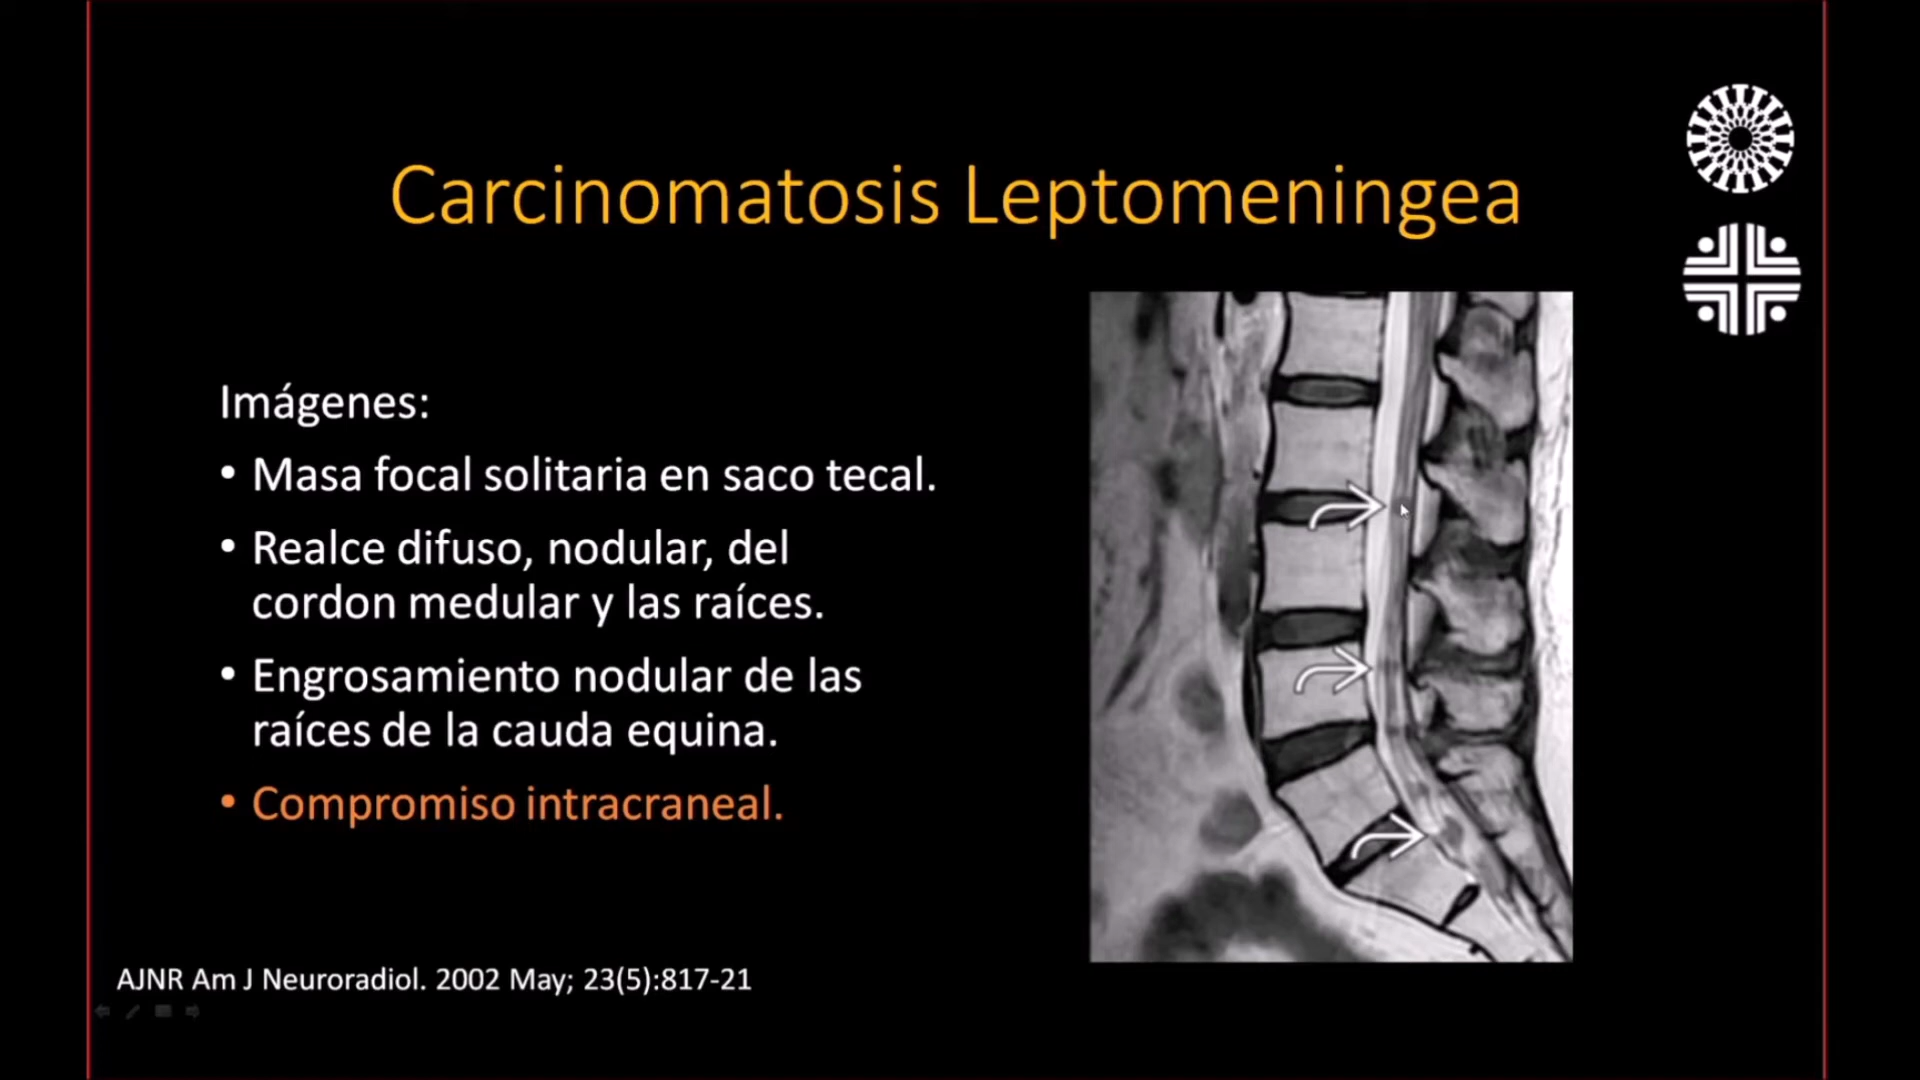 Carcinomatosis Leptomeningea
Imágenes:
• Masa focal solitaria en saco tecal.
• Realce difuso, nodular, del
cordon medular y las raíces.
• Engrosamiento nodular de las
raíces de la cauda equina.
• Compromiso intracraneal.
AJNR Am J Neuroradiol. 2002 May; 23(5):817-21